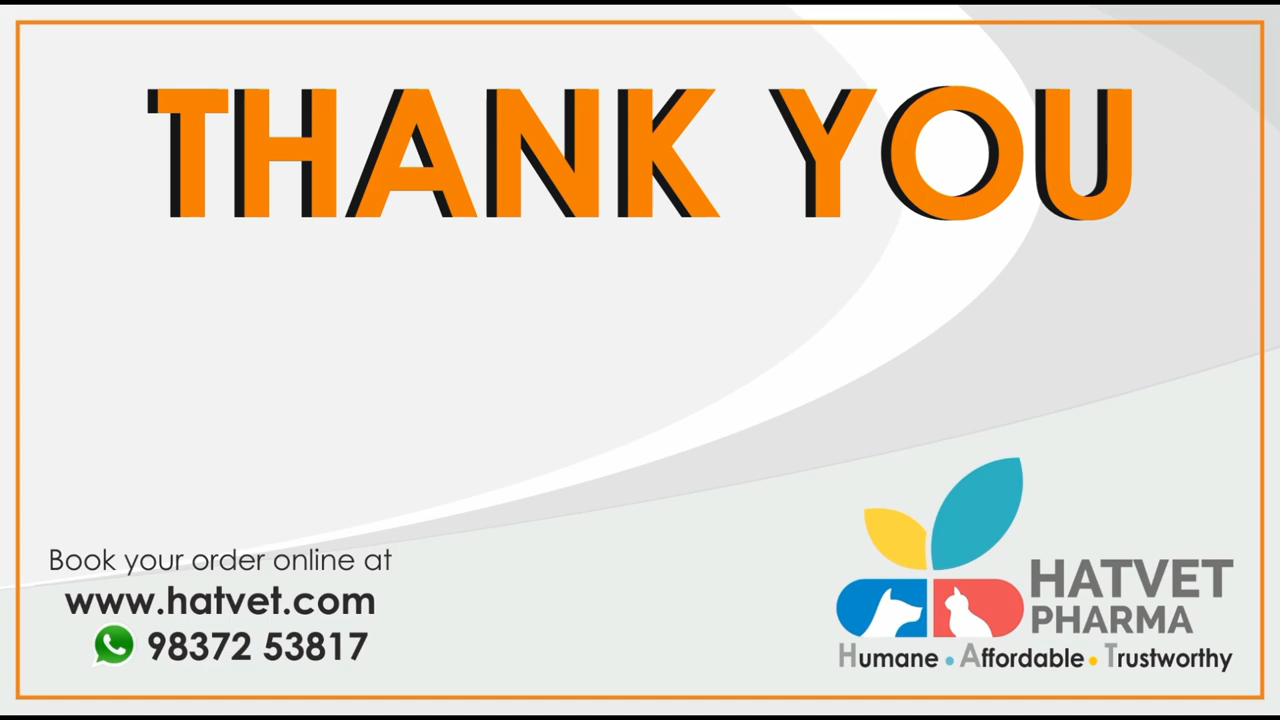 THANK YOU
Book your order online at
www.hatvet.com
98372 53817
HATVET
PHARMA
Humane • Affordable • Trustworthy